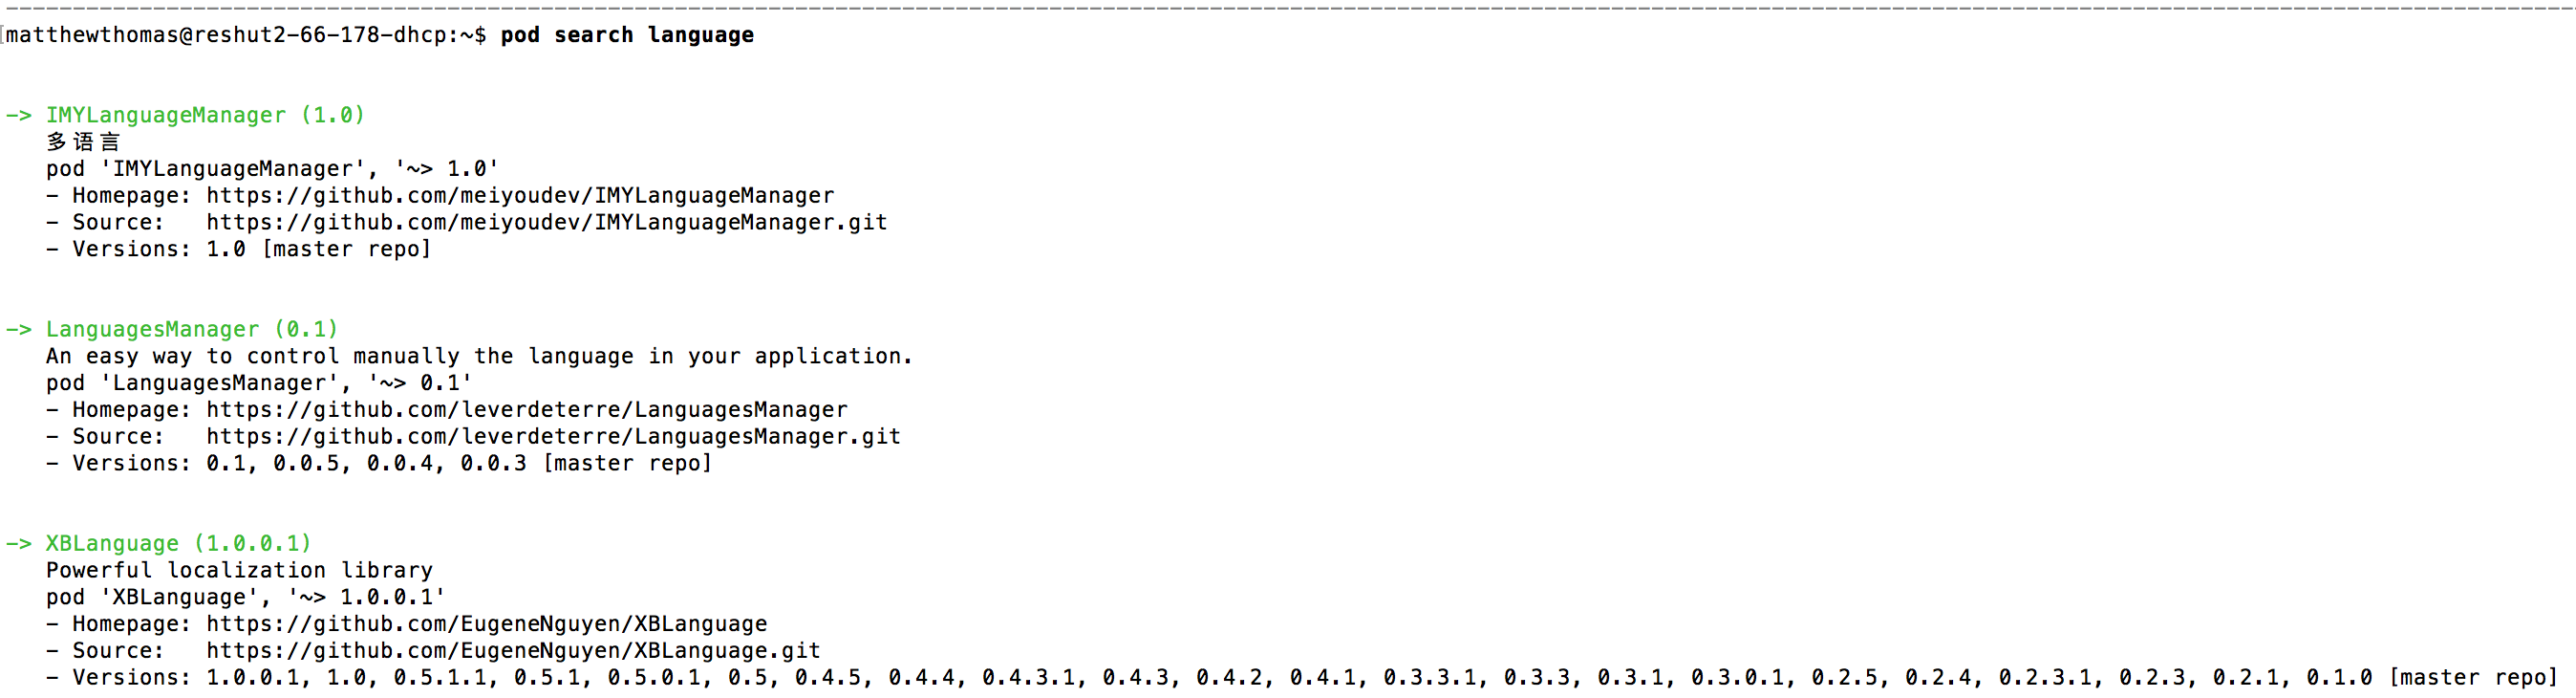 matthewthomas@reshut2-66-178-dhcp:~$ pod search language
-> IMYLanguageManager (1.0)
多语言
pod 'IMYLanguageManager', '~> 1.0'
- Homepage: https://github.com/meiyoudev/IMYLanguageManager
- Source:   https://github.com/meiyoudev/IMYLanguageManager.git
- Versions: 1.0 [master repo]
-> LanguagesManager (0.1)
An easy way to control manually the language in your application.
pod 'LanguagesManager', '~> 0.1'
- Homepage: https://github.com/leverdeterre/LanguagesManager
- Source:   https://github.com/leverdeterre/LanguagesManager.git
- Versions: 0.1, 0.0.5, 0.0.4, 0.0.3 [master repo]
-> XBLanguage (1.0.0.1)
Powerful localization library
pod 'XBLanguage', '~> 1.0.0.1'
- Homepage: https://github.com/EugeneNguyen/XBLanguage
- Source:   https://github.com/EugeneNguyen/XBLanguage.git
- Versions: 1.0.0.1, 1.0, 0.5.1.1, 0.5.1, 0.5.0.1, 0.5, 0.4.5, 0.4.4, 0.4.3.1, 0.4.3, 0.4.2, 0.4.1, 0.3.3.1, 0.3.3, 0.3.1, 0.3.0.1, 0.2.5, 0.2.4, 0.2.3.1, 0.2.3, 0.2.1, 0.1.0 [master repo]